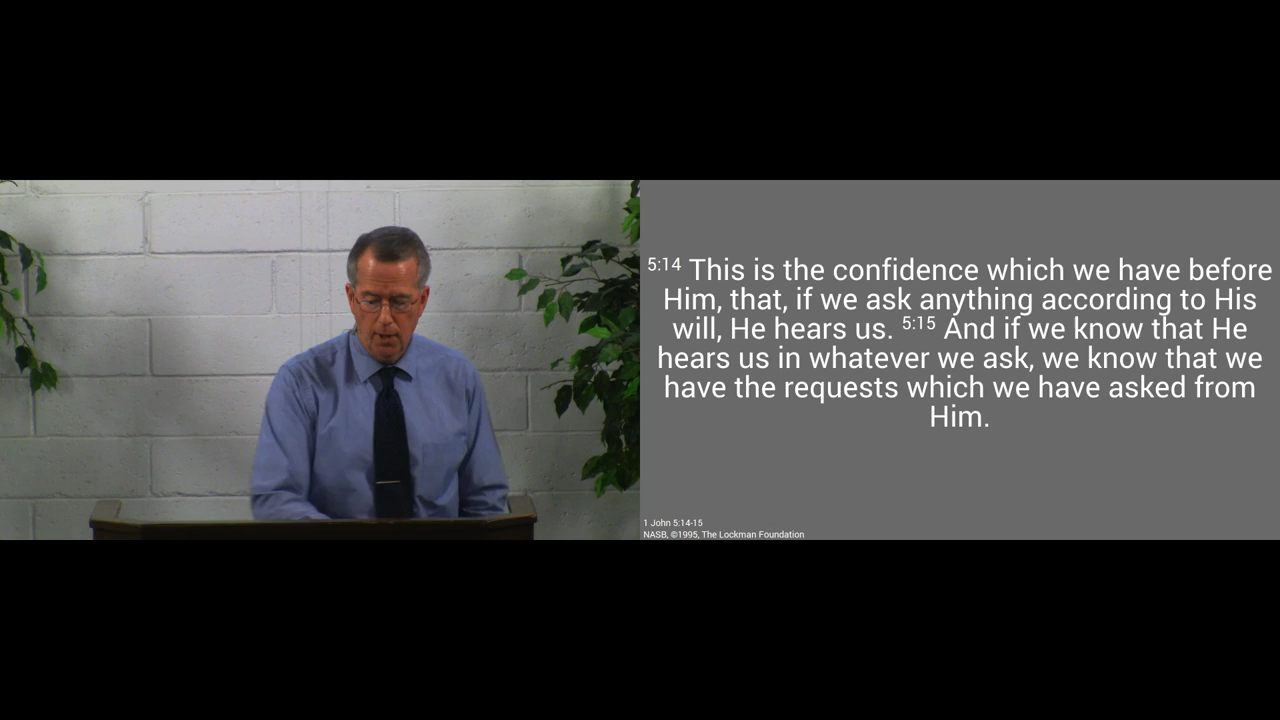 5:14 This is the confidence which we have before
Him, that, if we ask anything according to His
will, He hears us. 5:15 And if we know that He
hears us in whatever we ask, we know that we
have the requests which we have asked from
Him.
1 John 5:14-15
NASB, ©1995, The Lockman Foundation